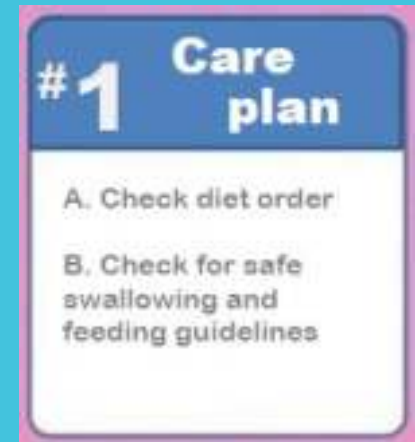 #1 Care
plan
A. Check diet order
B. Check for safe
swallowing and
feeding guidelines